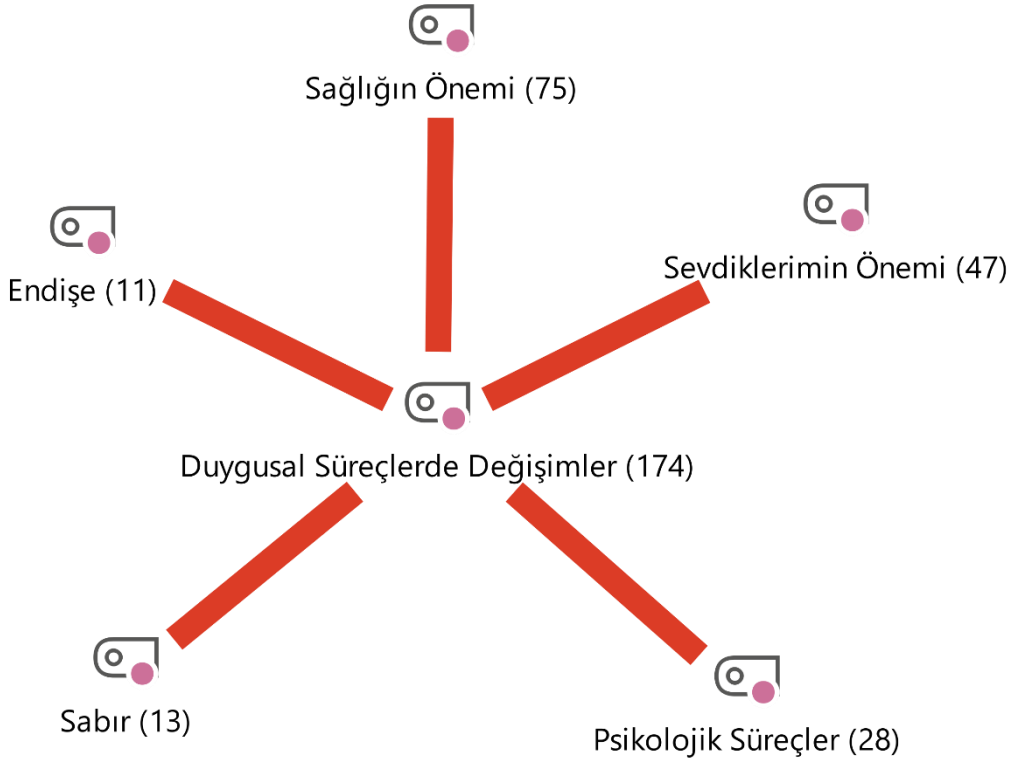 Sağlığın Önemi (75)
Sevdiklerimin Önemi (47)
Endişe (11)
Duygusal Süreçlerde Değişimler (174)
Sabır (13)
Psikolojik Süreçler (28)